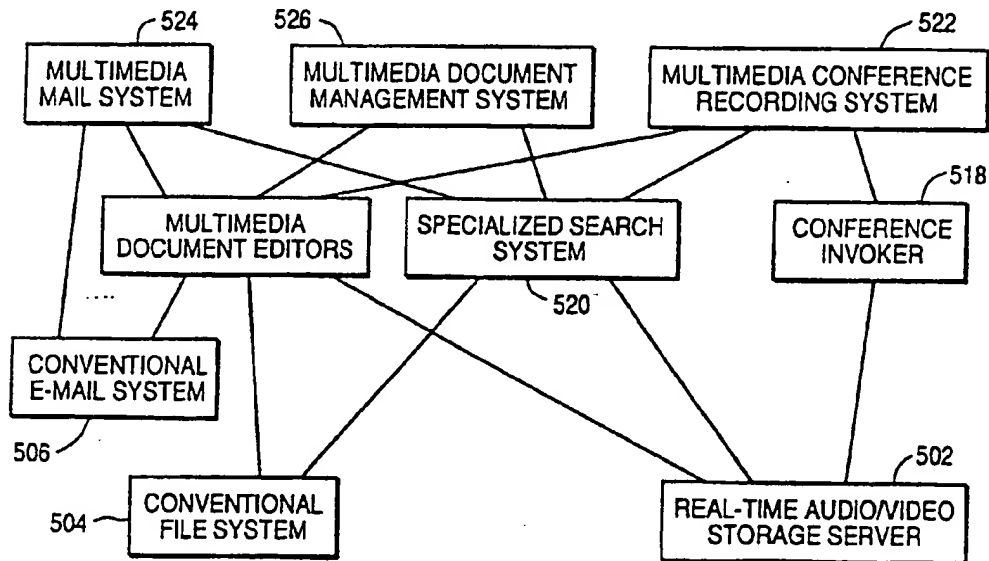 524
526
522
MULTIMEDIA
MAIL SYSTEM
MULTIMEDIA DOCUMENT
MANAGEMENT SYSTEM
MULTIMEDIA CONFERENCE
RECORDING SYSTEM
518
MULTIMEDIA
DOCUMENT EDITORS
SPECIALIZED SEARCH
SYSTEM
CONFERENCE
INVOKER
520
CONVENTIONAL
E-MAIL SYSTEM
506
502
504
CONVENTIONAL
FILE SYSTEM
REAL-TIME AUDIO/VIDEO
STORAGE SERVER